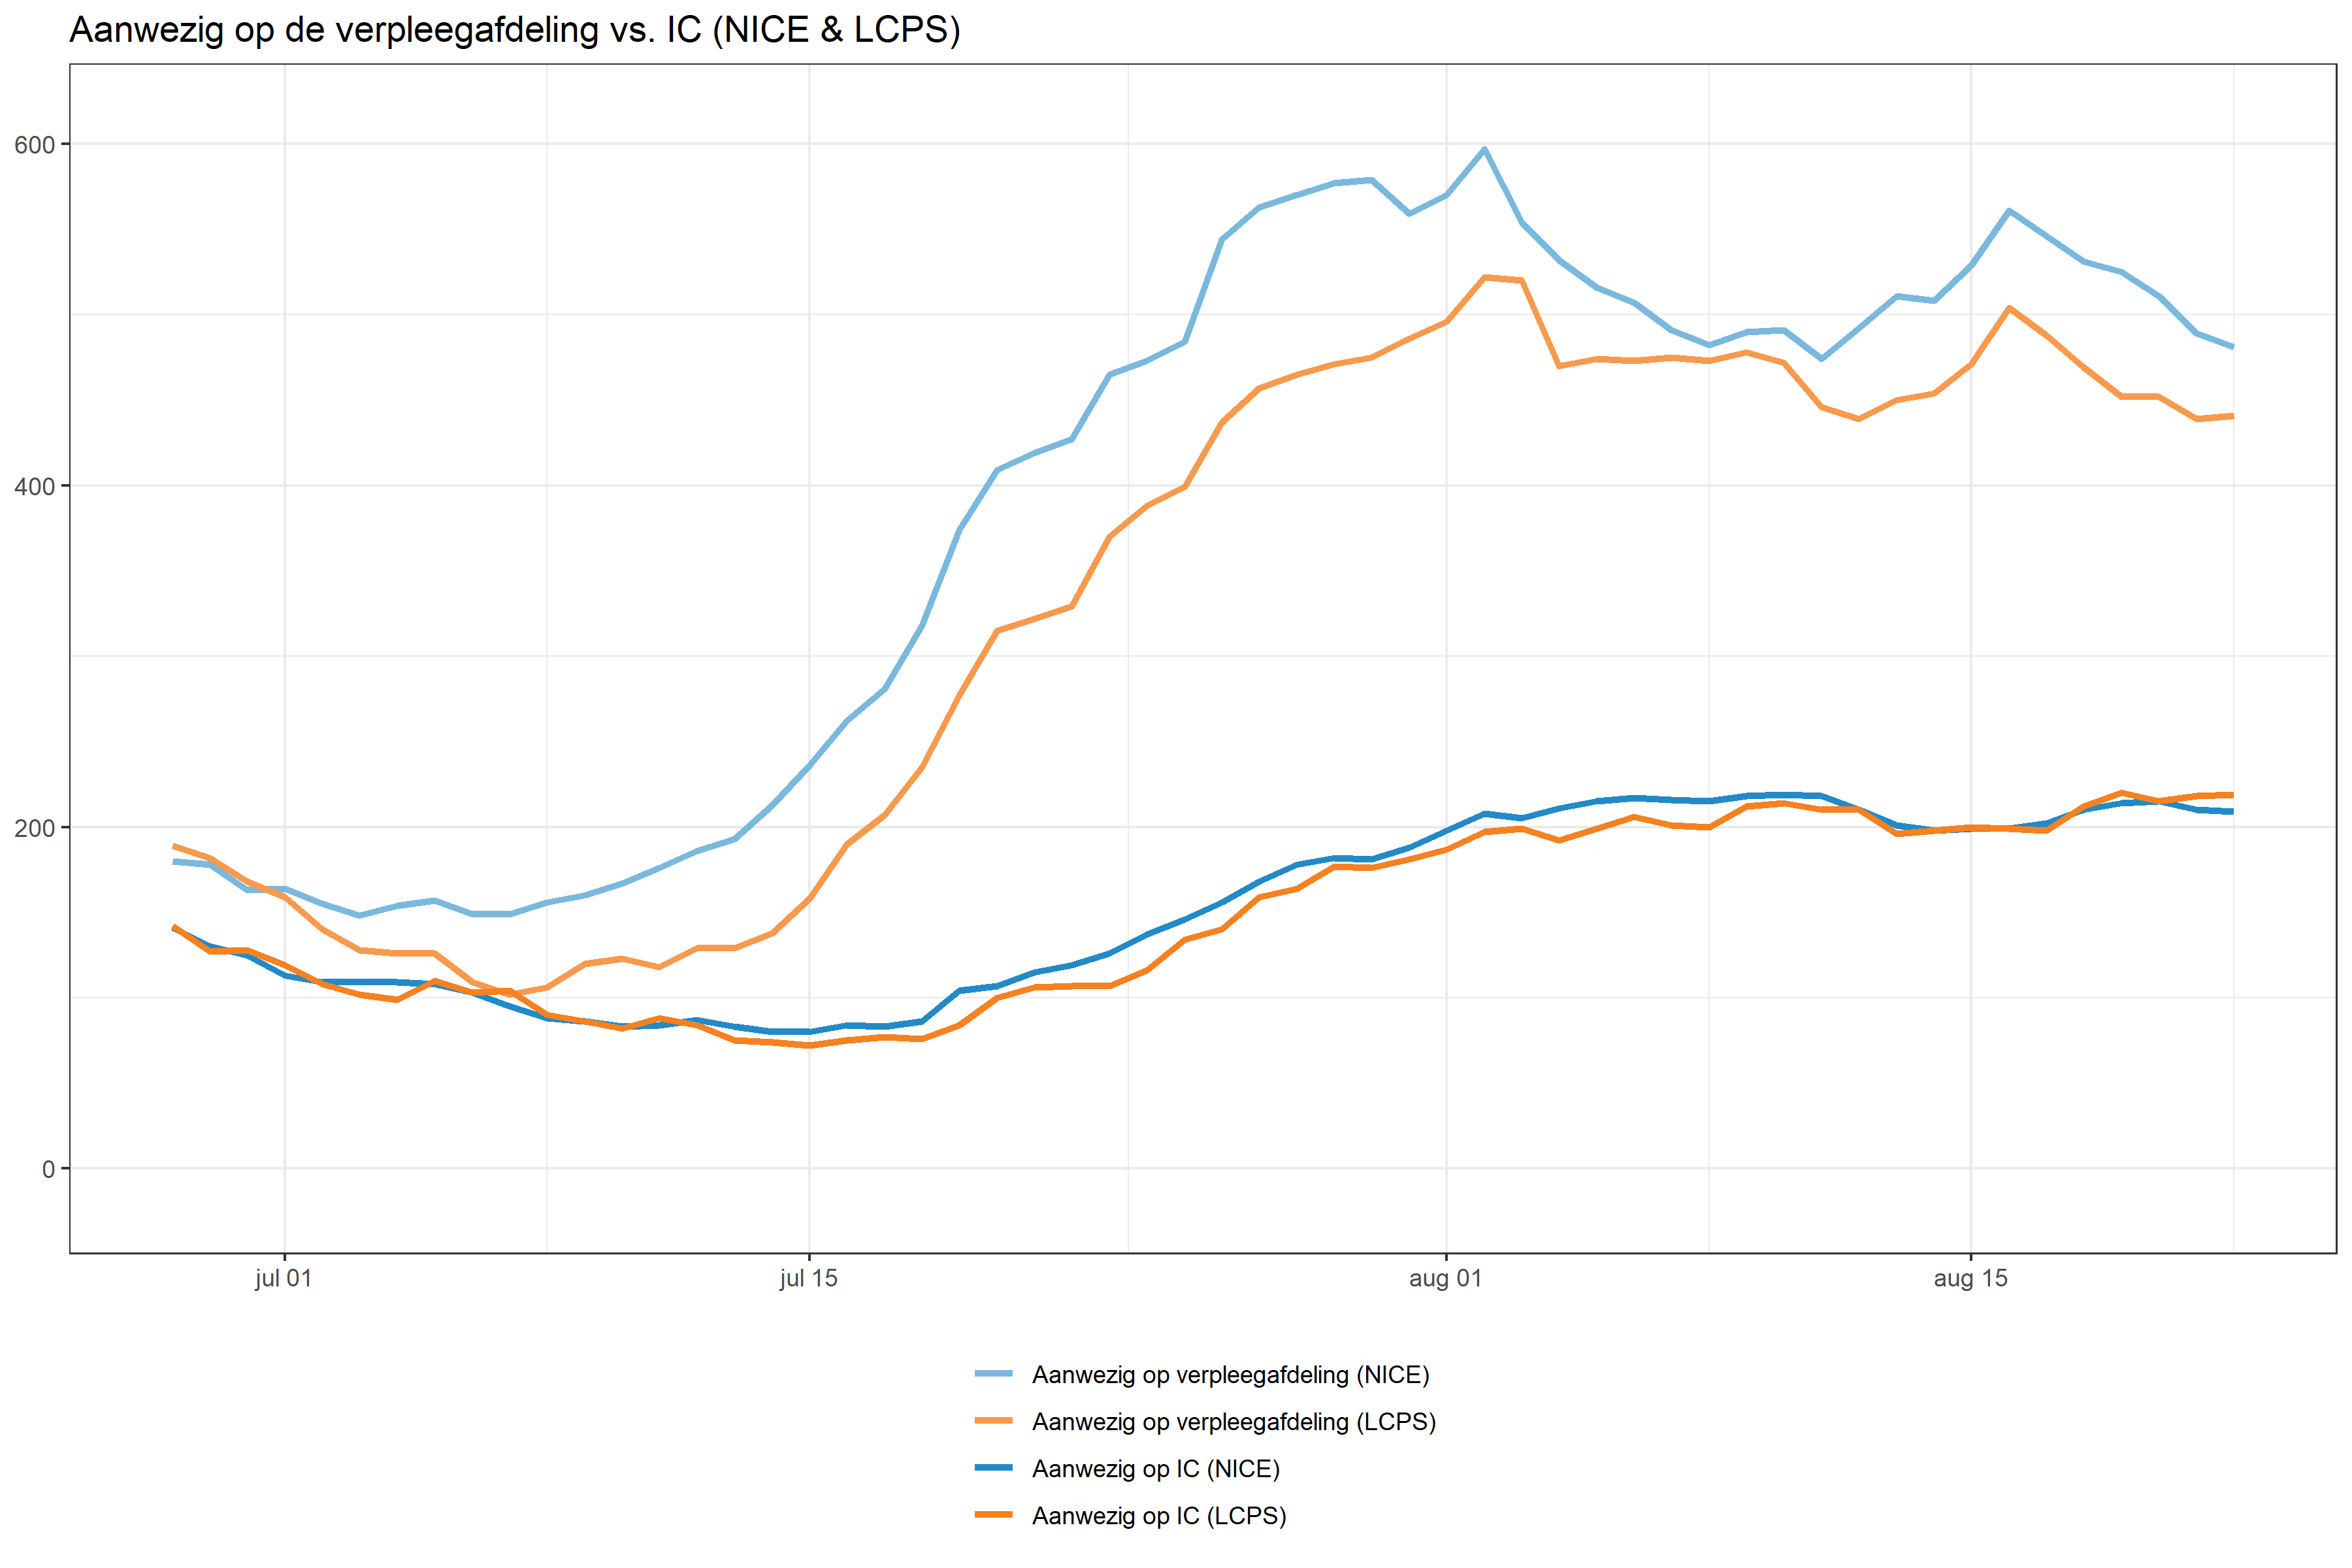 Aanwezig op de verpleegafdeling vs. IC (NICE & LCPS)
600
400
200
0
jul 01
jul 15
aug 01
aug 15
Aanwezig op verpleegafdeling (NICE)
Aanwezig op verpleegafdeling (LCPS)
Aanwezig op IC (NICE)
Aanwezig op IC (LCPS)